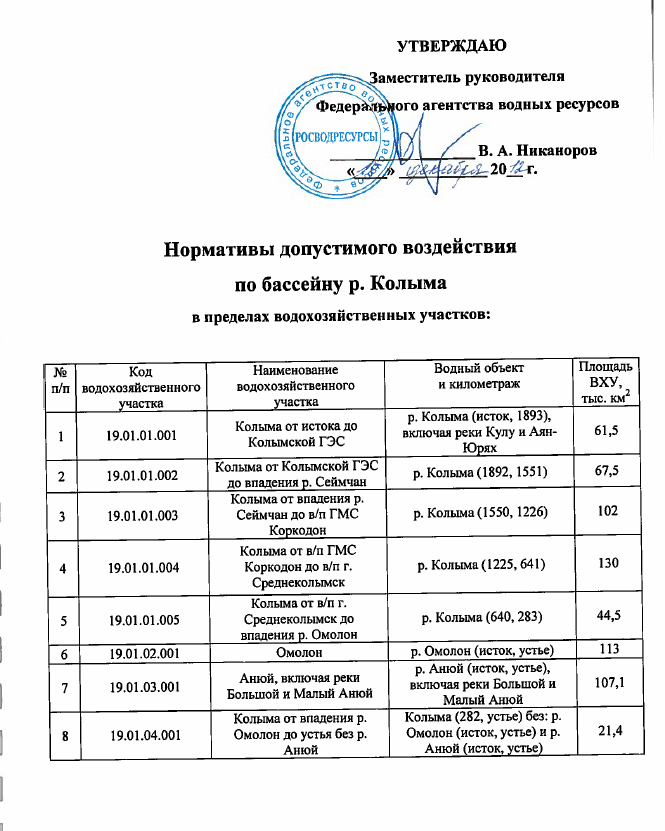 УТВЕРЖДАЮ
Заместитель руководителя
Федерального агентства водных ресурсов
Федеральное агентство водных ресурсов
РОСВОДРЕСУРСЫ
В. А. Никаноров
« » декабря 2012 г.
Нормативы допустимого воздействия
по бассейну р. Колыма
в пределах водохозяйственных участков:
№
п/п
Код
водохозяйственного
участка
Наименование
водохозяйственного
участка
Водный объект
и километраж
Площадь
ВХУ,
тыс. км2
1
19.01.01.001
Колыма от истока до
Колымской ГЭС
р. Колыма (исток, 1893),
включая реки Кулу и Аян-
Юрях
61,5
2
19.01.01.002
Колыма от Колымской ГЭС
до впадения р. Сеймчан
р. Колыма (1892, 1551)
67,5
3
19.01.01.003
Колыма от впадения р.
Сеймчан до в/п ГМС
Коркодон
р. Колыма (1550, 1226)
102
4
19.01.01.004
Колыма от в/п ГМС
Коркодон до в/п г.
Среднеколымск
р. Колыма (1225, 641)
130
5
19.01.01.005
Колыма от в/п г.
Среднеколымск до
впадения р. Омолон
р. Колыма (640, 283)
44,5
6
19.01.02.001
Омолон
р. Омолон (исток, устье)
113
7
19.01.03.001
Анюй, включая реки
Большой и Малый Анюй
р. Анюй (исток, устье),
включая реки Большой и
Малый Анюй
107,1
8
19.01.04.001
Колыма от впадения р.
Омолон до устья без р.
Анюй
Колыма (282, устье) без: р.
Омолон (исток, устье) и р.
Анюй (исток, устье)
21,4